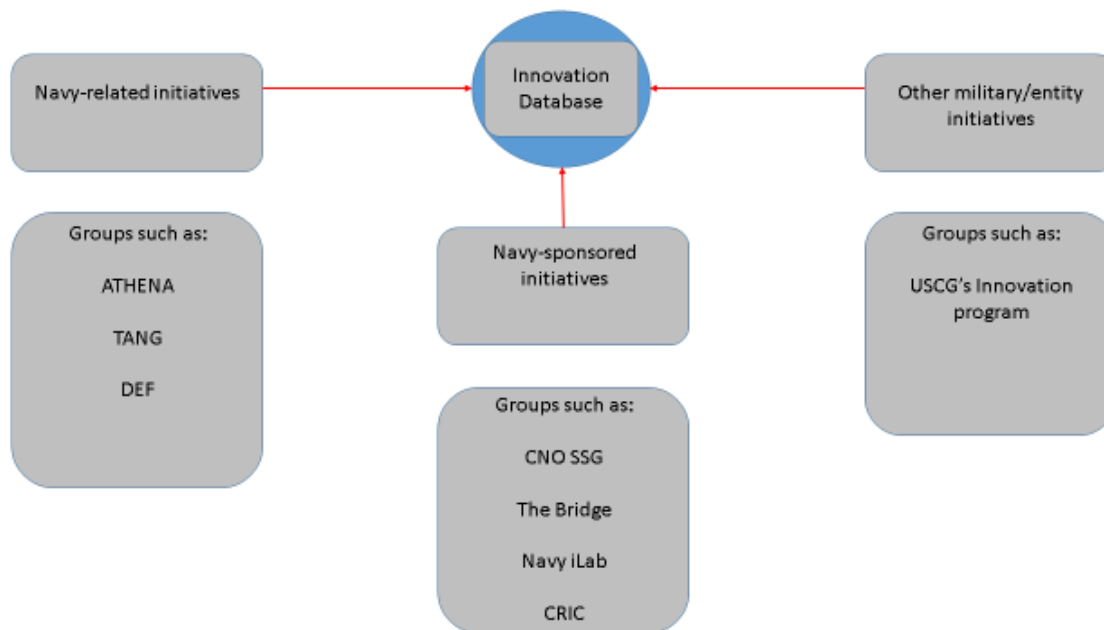 Navy-related initiatives
Innovation
Database
Other military/entity
initiatives
Groups such as:
ATHENA
TANG
DEF
Navy-sponsored
initiatives
Groups such as:
CNO SSG
The Bridge
Navy iLab
CRIC
Groups such as:
USCG’s Innovation
program